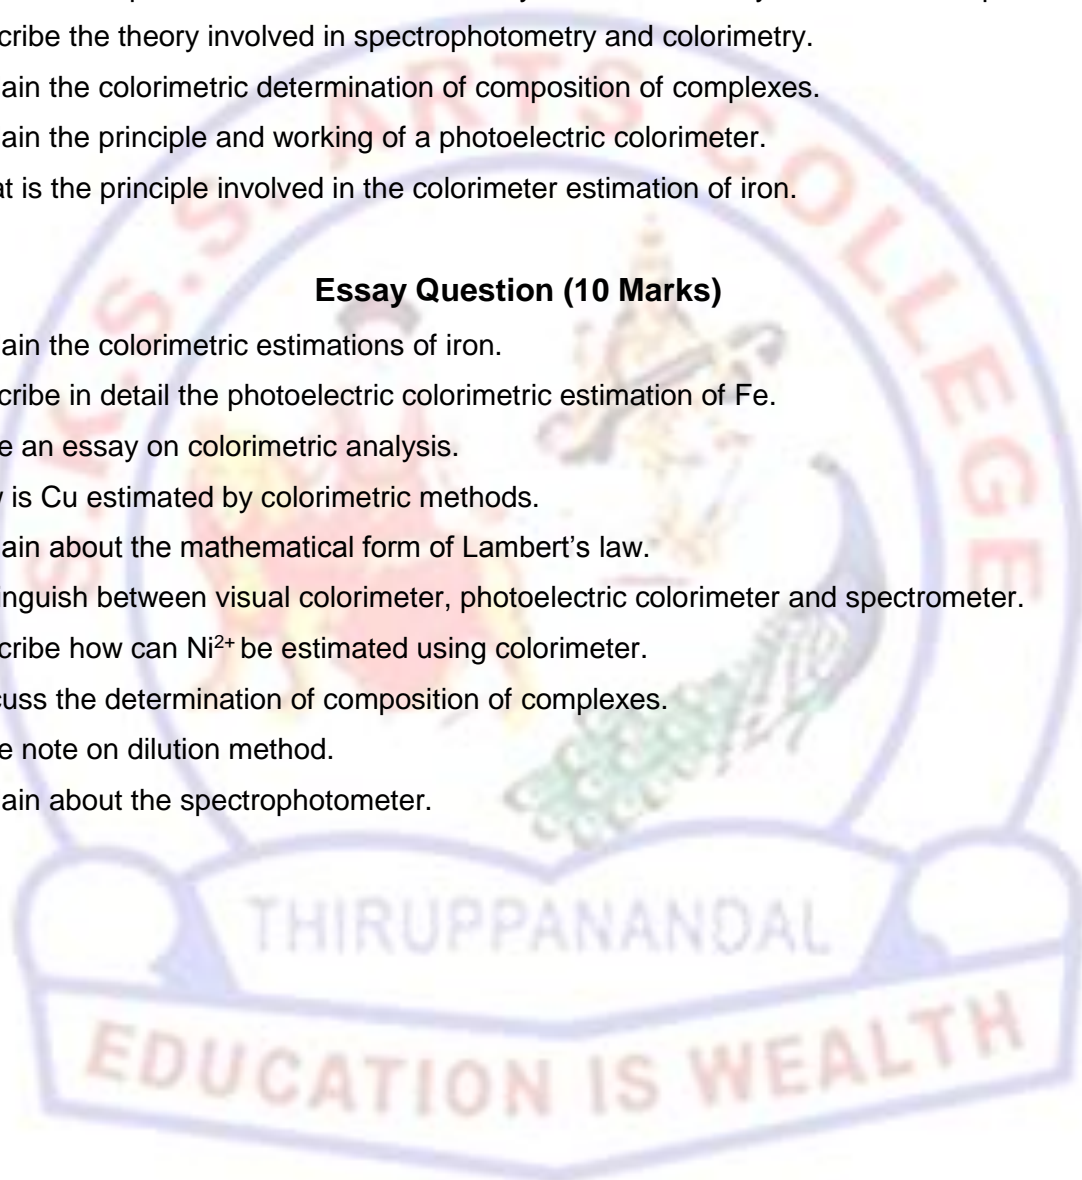 cribe the theory involved in spectrophotometry and colorimetry.
ain the colorimetric determination of composition of complexes.
ain the principle and working of a photoelectric colorimeter.
at is the principle involved in the colorimeter estimation of iron.
Essay Question (10 Marks)
ain the colorimetric estimations of iron.
cribe in detail the photoelectric colorimetric estimation of Fe.
e an essay on colorimetric analysis.
is Cu estimated by colorimetric methods.
ain about the mathematical form of Lambert's law.
inguish between visual colorimeter, photoelectric colorimeter and spectrometer.
cribe how can Ni²⁺ be estimated using colorimeter.
cuss the determination of composition of complexes.
e note on dilution method.
ain about the spectrophotometer.
S.K.S.S. ARTS COLLEGE
THIRUPPANANDAL
EDUCATION IS WEALTH